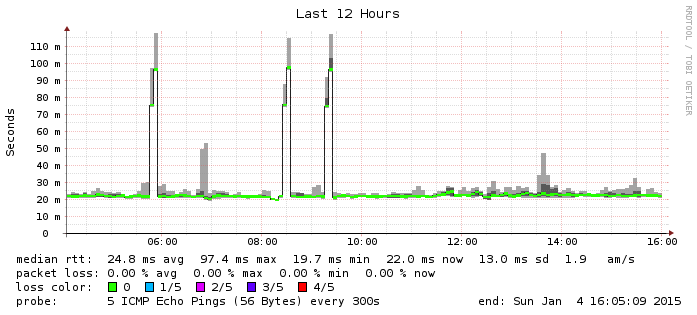 Last 12 Hours
RRDTOOL / TOBI OETIKER
Seconds
110 m
100 m
90 m
80 m
70 m
60 m
50 m
40 m
30 m
20 m
10 m
0
06:00 08:00 10:00 12:00 14:00 16:00
median rtt: 24.8 ms avg 97.4 ms max 19.7 ms min 22.0 ms now 13.0 ms sd 1.9 am/s
packet loss: 0.00 % avg 0.00 % max 0.00 % min 0.00 % now
loss color: 0 1/5 2/5 3/5 4/5
probe: 5 ICMP Echo Pings (56 Bytes) every 300s end: Sun Jan 4 16:05:09 2015